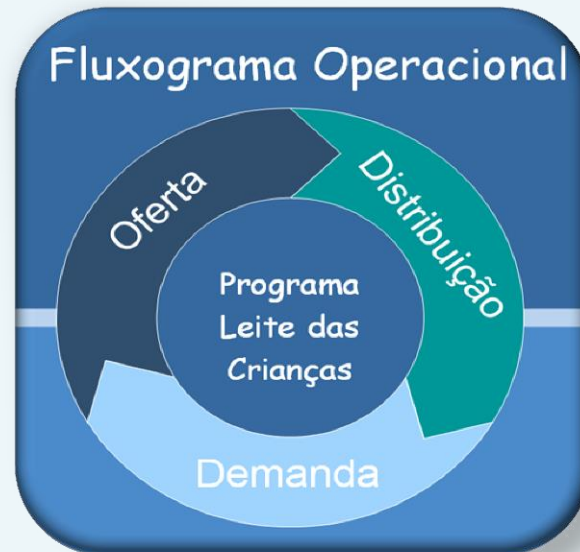 Fluxograma Operacional
Oferta
Distribuição
Programa
Leite das
Crianças
Demanda